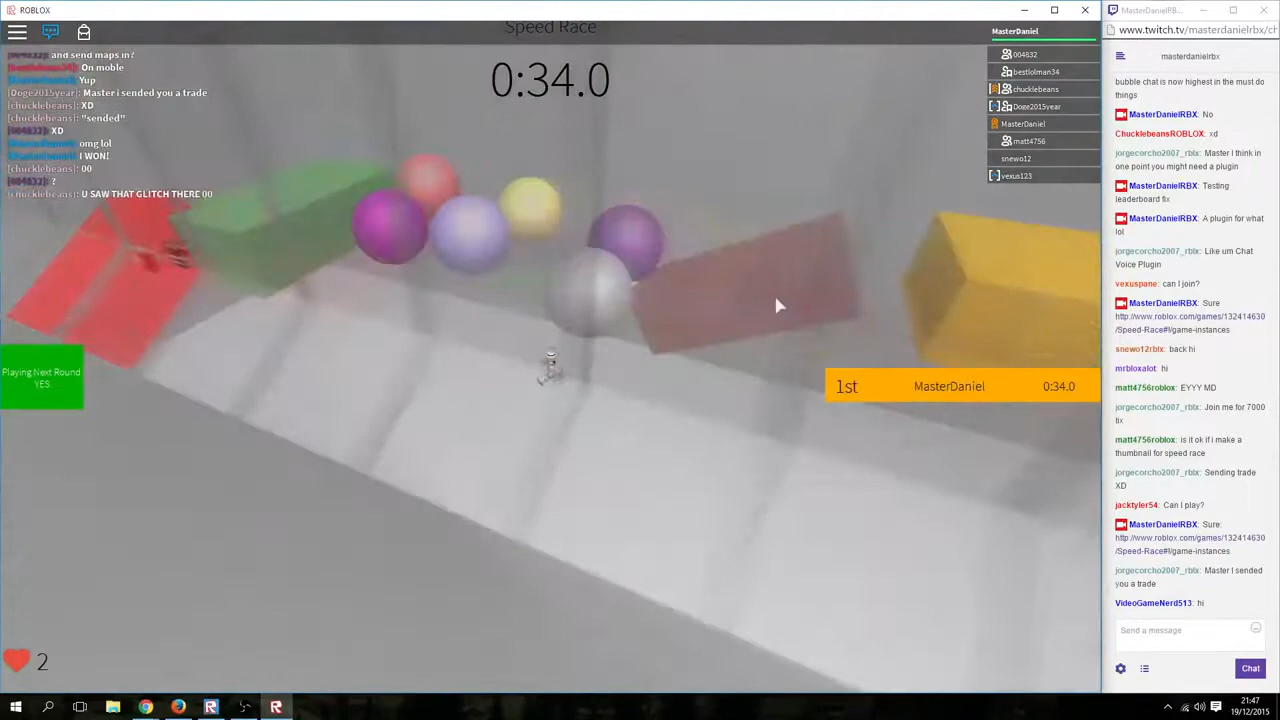 ROBLOX
Speed Race
0:34.0
and send maps in?
[bestlolman34]: On moble
Yup
[Doge2015year]: Master i sended you a trade
[chucklebeans]: XD
[chucklebeans]: "sended"
[004832]: XD
omg lol
I WON!
[chucklebeans]: 00
[004832]: ?
[chucklebeans]: U SAW THAT GLITCH THERE 00
MasterDaniel
004832
bestlolman34
chucklebeans
Doge2015year
MasterDaniel
matt4756
snewo12
vexus123
Playing Next Round
YES.
1st MasterDaniel 0:34.0
2
MasterDanielRB...
www.twitch.tv/masterdanielrbx/ch
masterdanielrbx
bubble chat is now highest in the must do
things
MasterDanielRBX: No
ChucklebeansROBLOX: xd
jorgecorcho2007_rblx: Master I think in
one point you might need a plugin
MasterDanielRBX: Testing
leaderboard fix
MasterDanielRBX: A plugin for what
lol
jorgecorcho2007_rblx: Like um Chat
Voice Plugin
vexuspane: can I join?
MasterDanielRBX: Sure
http://www.roblox.com/games/132414630
/Speed-Race#!/game-instances
snewo12rblx: back hi
mrbloxalot: hi
matt4756roblox: EYYY MD
jorgecorcho2007_rblx: Join me for 7000
tix
matt4756roblox: is it ok if i make a
thumbnail for speed race
jorgecorcho2007_rblx: Sending trade
XD
jacktyler54: Can I play?
MasterDanielRBX: Sure:
http://www.roblox.com/games/132414630
/Speed-Race#!/game-instances
jorgecorcho2007_rblx: Master I sended
you a trade
VideoGameNerd513: hi
Send a message
Chat
21:47
19/12/2015